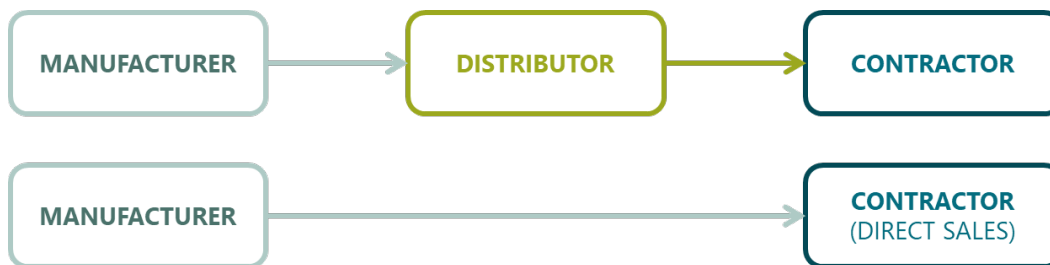 MANUFACTURER
DISTRIBUTOR
CONTRACTOR
MANUFACTURER
CONTRACTOR
(DIRECT SALES)